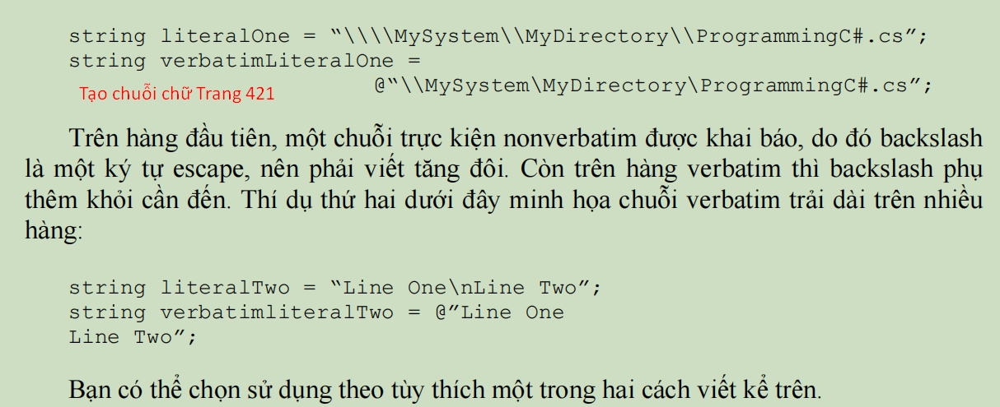 string literalOne = “\\\\MySystem\\MyDirectory\\ProgrammingC#.cs”;
string verbatimLiteralOne =
Tạo chuỗi chữ Trang 421
@“\\MySystem\MyDirectory\ProgrammingC#.cs”;
Trên hàng đầu tiên, một chuỗi trực kiện nonverbatim được khai báo, do đó backslash
là một ký tự escape, nên phải viết tăng đôi. Còn trên hàng verbatim thì backslash phụ
thêm khỏi cần đến. Thí dụ thứ hai dưới đây minh họa chuỗi verbatim trải dài trên nhiều
hàng:
string literalTwo = “Line One\nLine Two”;
string verbatimliteralTwo = @”Line One
Line Two”;
Bạn có thể chọn sử dụng theo tùy thích một trong hai cách viết kể trên.